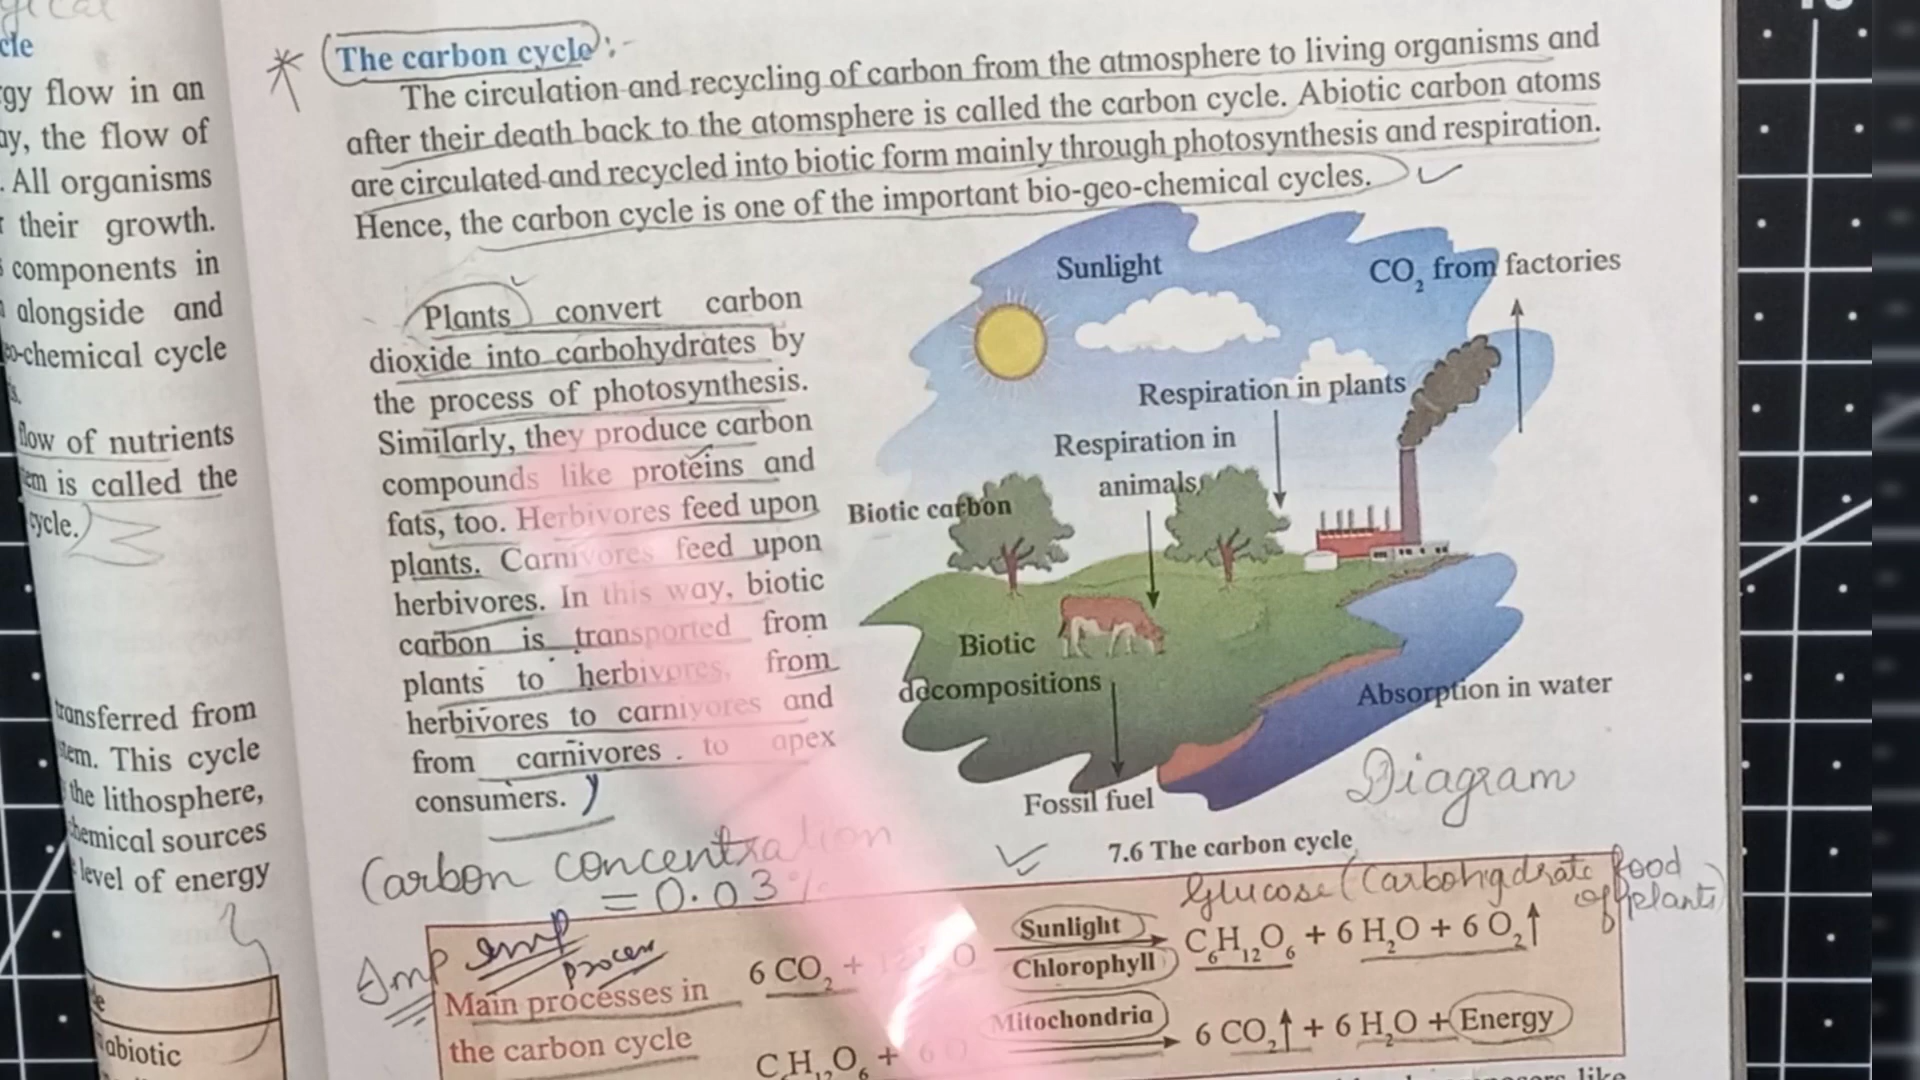 cle
gy flow in an
ay, the flow of
. All organisms
their growth.
components in
alongside and
o-chemical cycle
s.
flow of nutrients
em is called the
cycle.
transferred from
tem. This cycle
the lithosphere,
hemical sources
level of energy
e
abiotic
The carbon cycle :-
The circulation and recycling of carbon from the atmosphere to living organisms and
after their death back to the atomsphere is called the carbon cycle. Abiotic carbon atoms
are circulated and recycled into biotic form mainly through photosynthesis and respiration.
Hence, the carbon cycle is one of the important bio-geo-chemical cycles.
Plants convert carbon
dioxide into carbohydrates by
the process of photosynthesis.
Similarly, they produce carbon
compounds like proteins and
fats, too. Herbivores feed upon
plants. Carnivores feed upon
herbivores. In this way, biotic
carbon is transported from
plants to herbivores, from
herbivores to carnivores and
from carnivores to apex
consumers.
Sunlight
CO₂ from factories
Respiration in plants
Respiration in
animals
Biotic carbon
Biotic
decompositions
Absorption in water
Fossil fuel
Diagram
7.6 The carbon cycle
Carbon concentration
= 0.03%
Glucose (Carbohydrate food
of plants)
Imp imp
process
Main processes in
the carbon cycle
6 CO₂ + 12 H₂O Sunlight Chlorophyll C₆H₁₂O₆ + 6 H₂O + 6 O₂↑
C₆H₁₂O₆ + 6 O Mitochondria 6 CO₂↑ + 6 H₂O + Energy
like